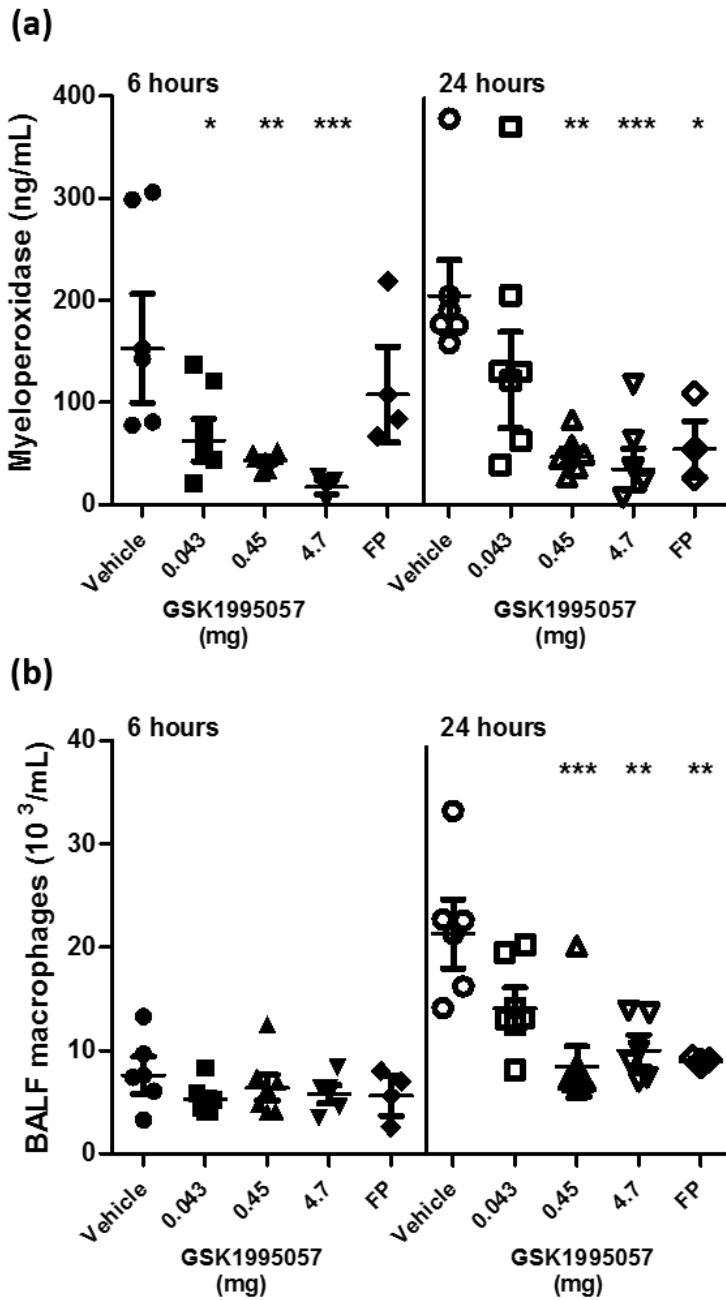 (a)
6 hours
24 hours
Myeloperoxidase (ng/mL)
400
300
200
100
0
* ** ***
** *** *
Vehicle 0.043 0.45 4.7 FP
Vehicle 0.043 0.45 4.7 FP
GSK1995057
(mg)
GSK1995057
(mg)
(b)
6 hours
24 hours
BALF macrophages (10 3/mL)
40
30
20
10
0
*** ** **
Vehicle 0.043 0.45 4.7 FP
Vehicle 0.043 0.45 4.7 FP
GSK1995057
(mg)
GSK1995057
(mg)